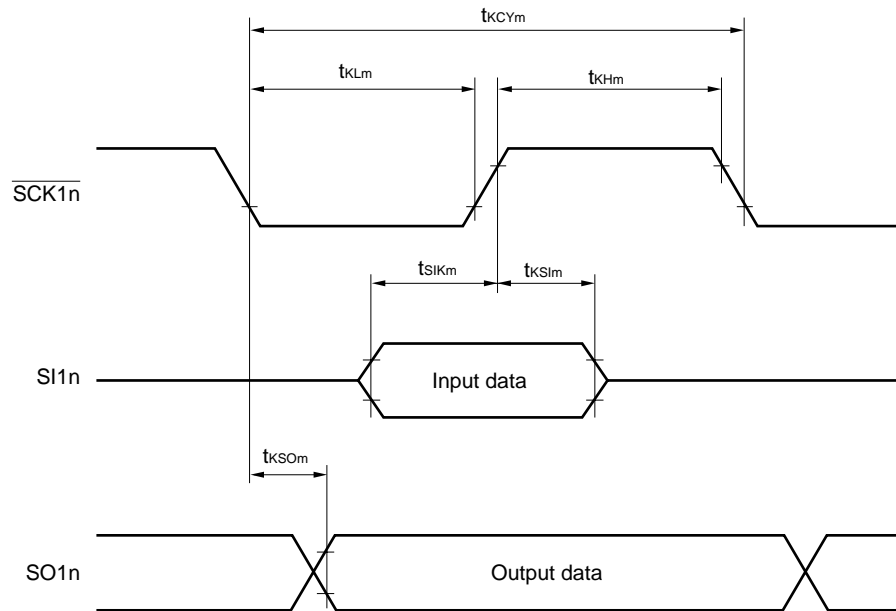 tKCYm
tKLm
tKHm
SCK1n
tSIKm
tKSIm
SI1n
Input data
tKSOm
SO1n
Output data